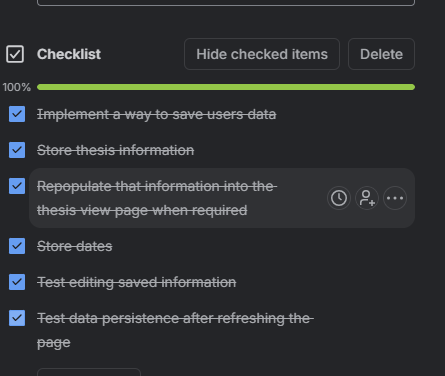 Checklist
Hide checked items
Delete
100%
Implement a way to save users data
Store thesis information
Repopulate that information into the
thesis view page when required
Store dates
Test editing saved information
Test data persistence after refreshing the
page